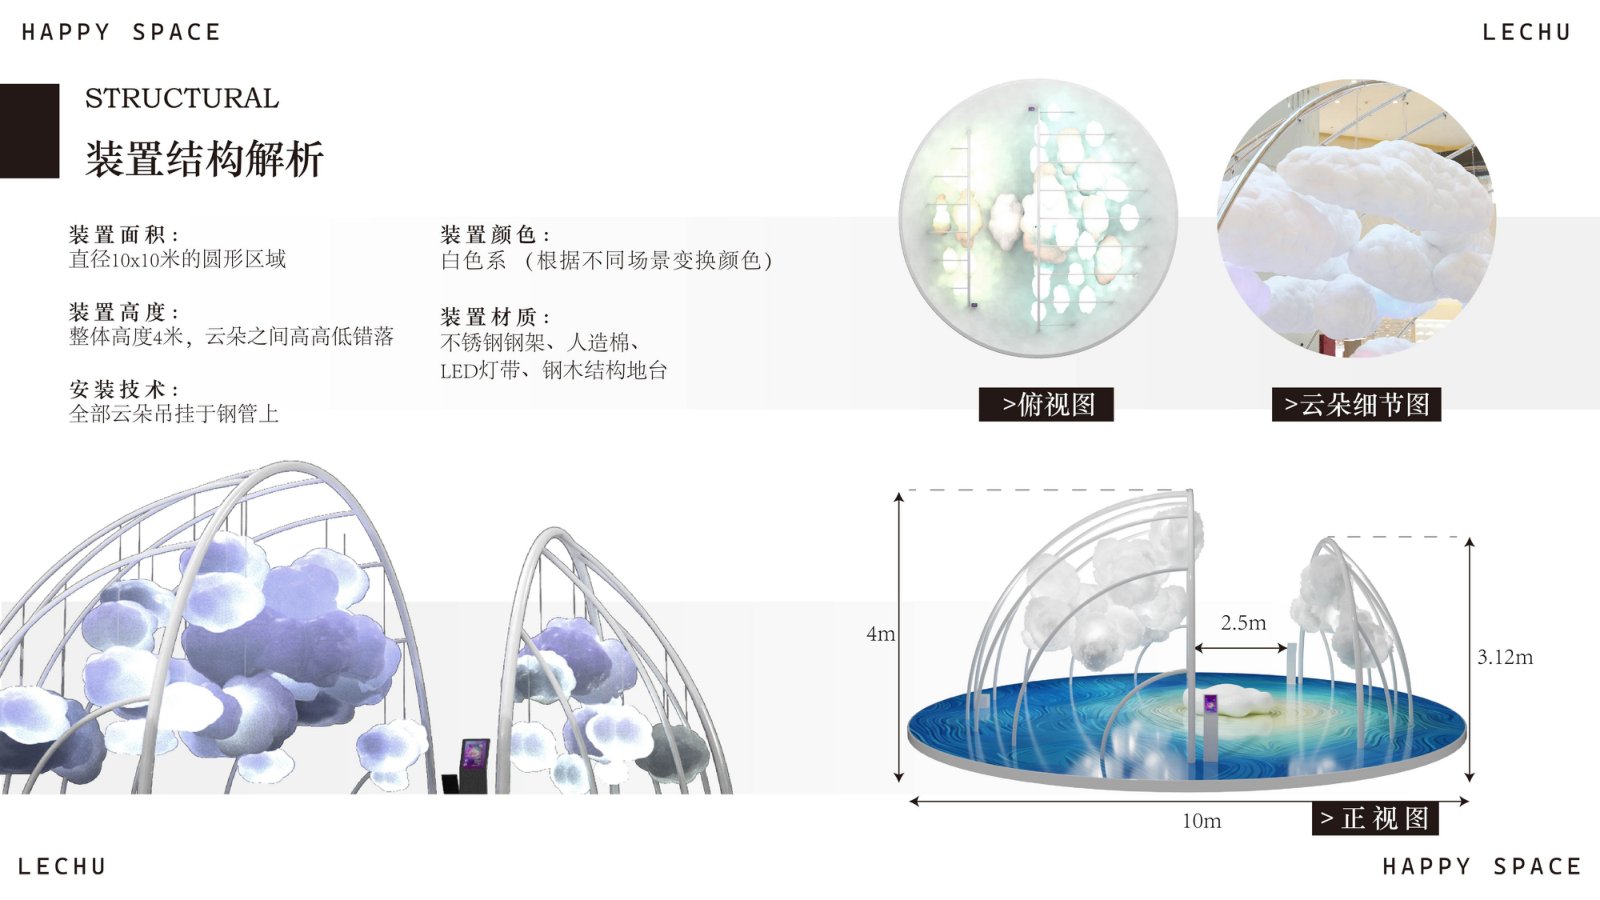 HAPPY SPACE
LECHU
STRUCTURAL
装置结构解析
装置面积：
直径10x10米的圆形区域
装置高度：
整体高度4米，云朵之间高高低错落
安装技术：
全部云朵吊挂于钢管上
装置颜色：
白色系（根据不同场景变换颜色）
装置材质：
不锈钢钢架、人造棉、
LED灯带、钢木结构地台
>俯视图
>云朵细节图
4m
2.5m
3.12m
10m
>正视图
LECHU
HAPPY SPACE